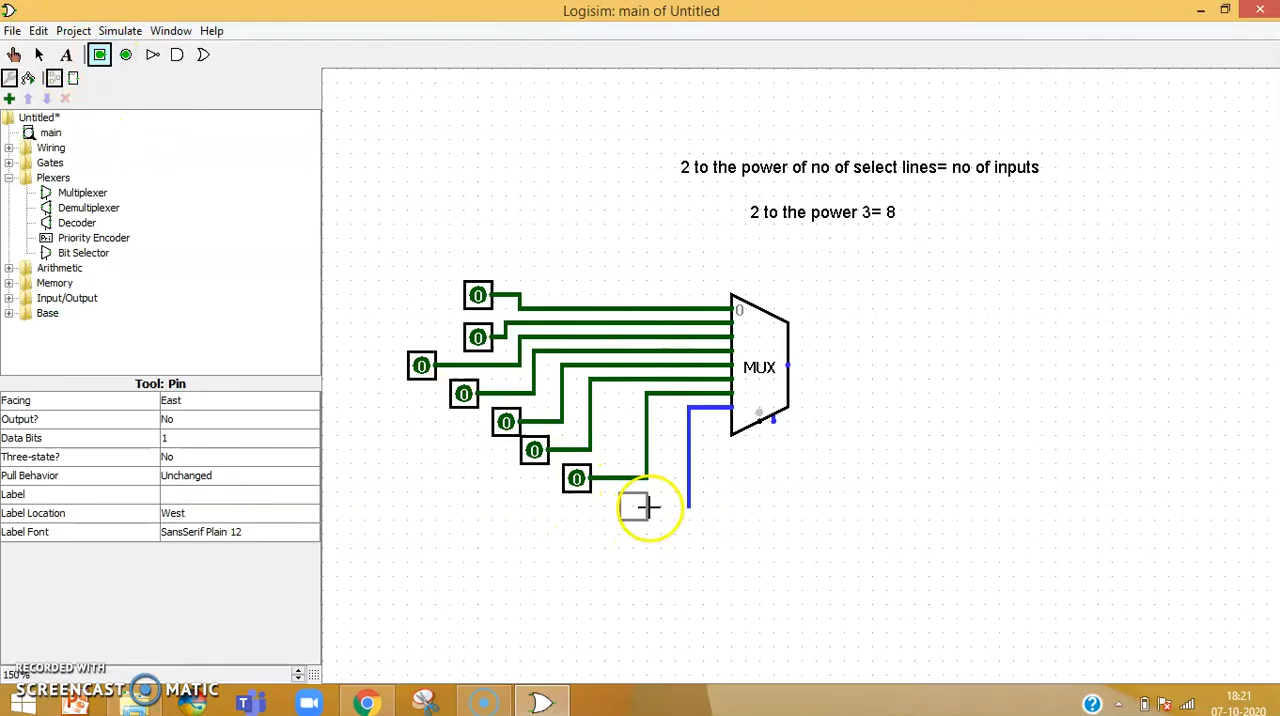 Logisim: main of Untitled
File Edit Project Simulate Window Help
A
Untitled*
main
Wiring
Gates
Plexers
Multiplexer
Demultiplexer
Decoder
Pri Priority Encoder
Bit Selector
Arithmetic
Memory
Input/Output
Base
Tool: Pin
Facing East
Output? No
Data Bits 1
Three-state? No
Pull Behavior Unchanged
Label
Label Location West
Label Font SansSerif Plain 12
150%
2 to the power of no of select lines= no of inputs
2 to the power 3= 8
0
0
0
0
0
0
0
0
MUX
RECORDED WITH
SCREENCAST MATIC
18:21
07-10-2020